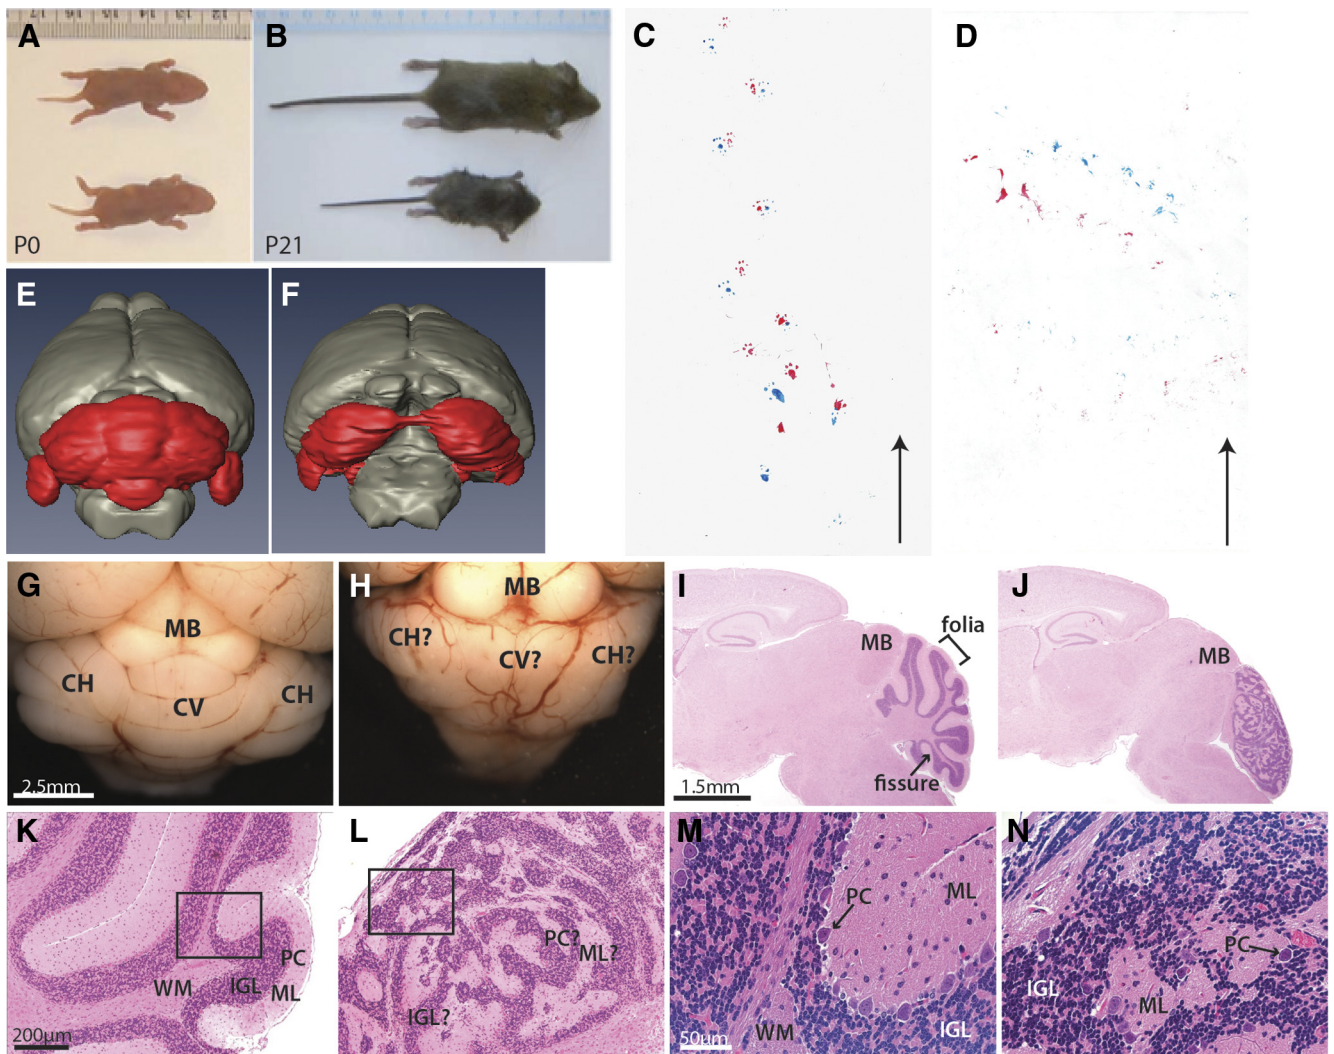 A
B
C
D
P0
P21
E
F
G
H
I
J
MB
CH
CV
CH
2.5mm
MB
CH?
CV?
CH?
MB
folia
fissure
1.5mm
MB
K
L
M
N
PC
WM
IGL
ML
200µm
PC?
ML?
IGL?
PC
ML
WM
IGL
50µm
PC
IGL
ML